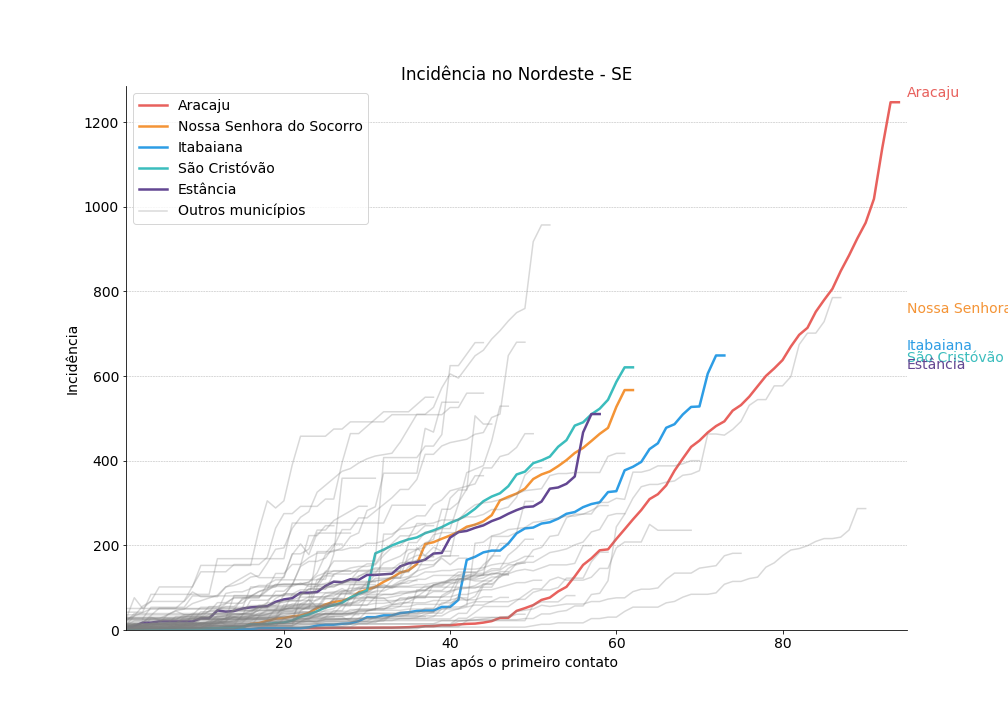 Incidência no Nordeste - SE
Aracaju
Nossa Senhora do Socorro
Itabaiana
São Cristóvão
Estância
Outros municípios
Incidência
1200
1000
800
600
400
200
0
20
40
60
80
Dias após o primeiro contato
Aracaju
Nossa Senhora
Itabaiana
São Cristóvão
Estância